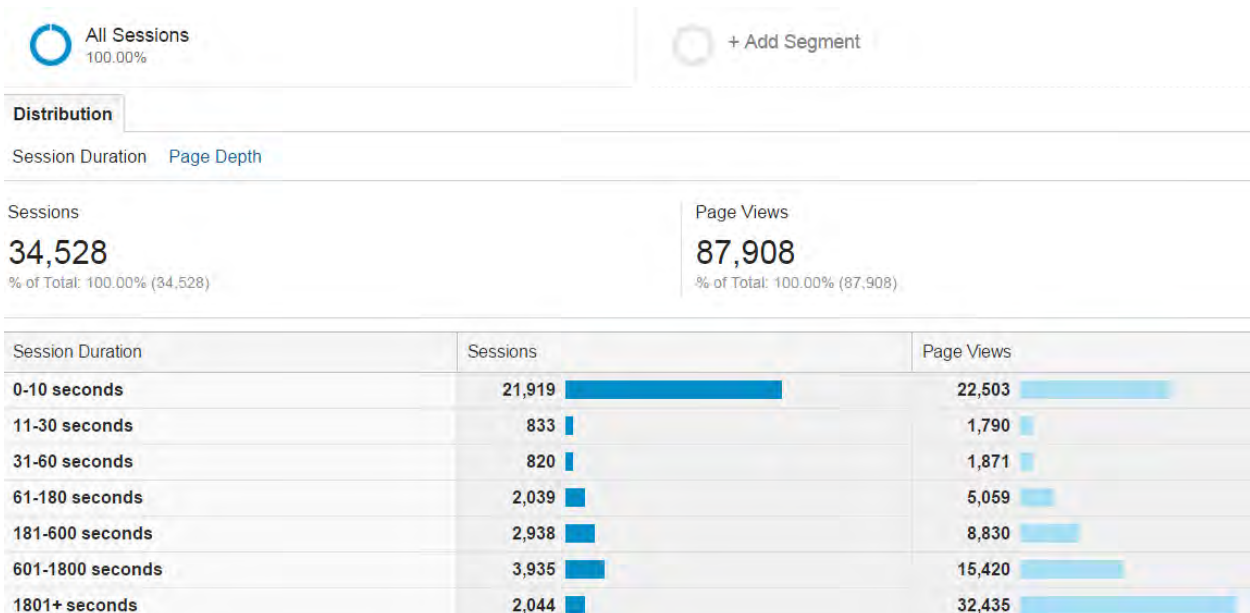 All Sessions
100.00%
+ Add Segment
Distribution
Session Duration Page Depth
Sessions
34,528
% of Total: 100.00% (34,528)
Page Views
87,908
% of Total: 100.00% (87,908)
Session Duration Sessions Page Views
0-10 seconds 21,919 22,503
11-30 seconds 833 1,790
31-60 seconds 820 1,871
61-180 seconds 2,039 5,059
181-600 seconds 2,938 8,830
601-1800 seconds 3,935 15,420
1801+ seconds 2,044 32,435